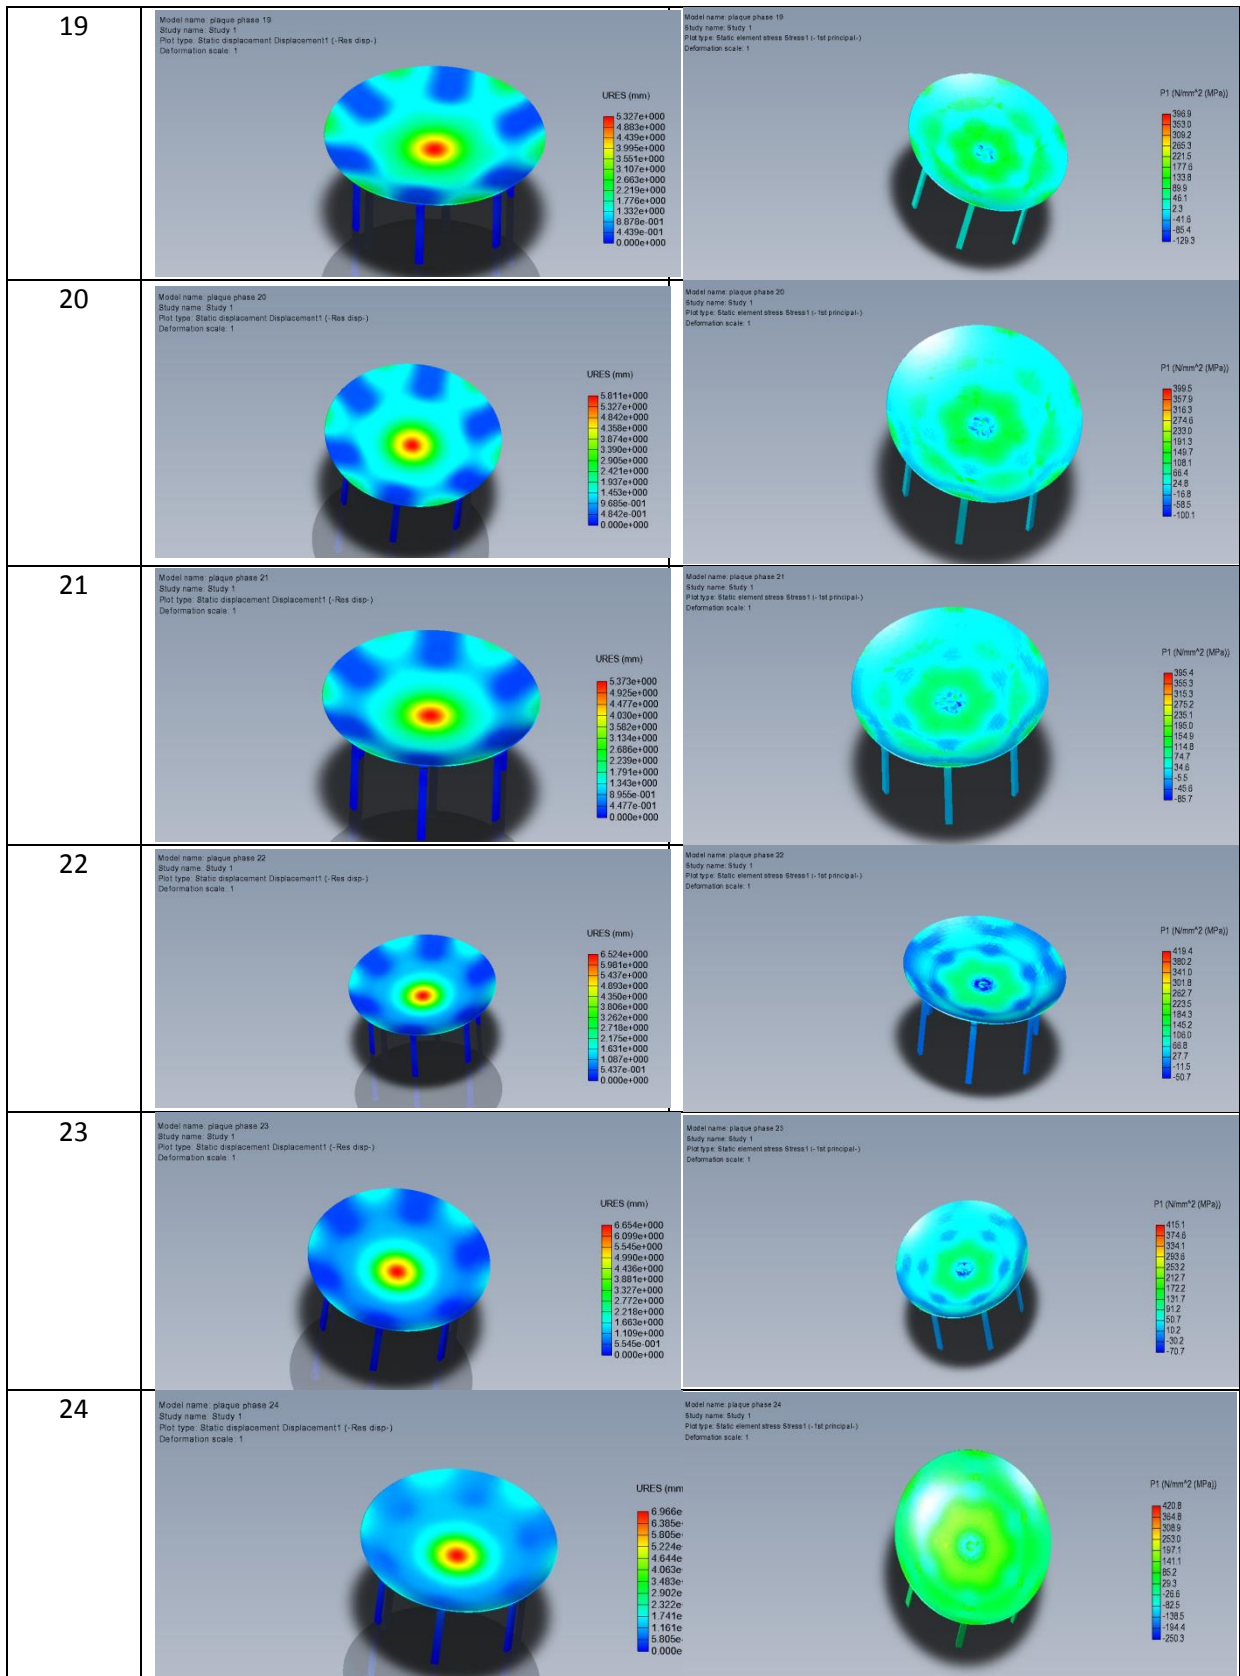 19
Model name: plaque phase 19
Study name: Study 1
Plot type: Static displacement Displacement1 (-Res disp-)
Deformation scale: 1
URES (mm)
5.327e+000
4.883e+000
4.439e+000
3.995e+000
3.551e+000
3.107e+000
2.663e+000
2.219e+000
1.776e+000
1.332e+000
8.878e-001
4.439e-001
0.000e+000
Model name: plaque phase 19
Study name: Study 1
Plot type: Static element stress Stress1 (-1st principal-)
Deformation scale: 1
P1 (N/mm^2 (MPa))
396.9
353.0
309.2
265.3
221.5
177.6
133.8
89.9
46.1
2.3
-41.6
-85.4
-129.3
20
Model name: plaque phase 20
Study name: Study 1
Plot type: Static displacement Displacement1 (-Res disp-)
Deformation scale: 1
URES (mm)
5.811e+000
5.327e+000
4.842e+000
4.358e+000
3.874e+000
3.390e+000
2.905e+000
2.421e+000
1.937e+000
1.453e+000
9.685e-001
4.842e-001
0.000e+000
Model name: plaque phase 20
Study name: Study 1
Plot type: Static element stress Stress1 (-1st principal-)
Deformation scale: 1
P1 (N/mm^2 (MPa))
399.5
357.9
316.3
274.6
233.0
191.3
149.7
108.1
66.4
24.8
-16.8
-58.5
-100.1
21
Model name: plaque phase 21
Study name: Study 1
Plot type: Static displacement Displacement1 (-Res disp-)
Deformation scale: 1
URES (mm)
5.373e+000
4.925e+000
4.477e+000
4.030e+000
3.582e+000
3.134e+000
2.686e+000
2.239e+000
1.791e+000
1.343e+000
8.955e-001
4.477e-001
0.000e+000
Model name: plaque phase 21
Study name: Study 1
Plot type: Static element stress Stress1 (-1st principal-)
Deformation scale: 1
P1 (N/mm^2 (MPa))
395.4
355.3
315.3
275.2
235.1
195.0
154.9
114.8
74.7
34.6
-5.5
-45.6
-85.7
22
Model name: plaque phase 22
Study name: Study 1
Plot type: Static displacement Displacement1 (-Res disp-)
Deformation scale: 1
URES (mm)
6.524e+000
5.981e+000
5.437e+000
4.893e+000
4.350e+000
3.806e+000
3.262e+000
2.718e+000
2.175e+000
1.631e+000
1.087e+000
5.437e-001
0.000e+000
Model name: plaque phase 22
Study name: Study 1
Plot type: Static element stress Stress1 (-1st principal-)
Deformation scale: 1
P1 (N/mm^2 (MPa))
419.4
380.2
341.0
301.8
262.7
223.5
184.3
145.2
106.0
66.8
27.7
-11.5
-50.7
23
Model name: plaque phase 23
Study name: Study 1
Plot type: Static displacement Displacement1 (-Res disp-)
Deformation scale: 1
URES (mm)
6.654e+000
6.099e+000
5.545e+000
4.990e+000
4.436e+000
3.881e+000
3.327e+000
2.772e+000
2.218e+000
1.663e+000
1.109e+000
5.545e-001
0.000e+000
Model name: plaque phase 23
Study name: Study 1
Plot type: Static element stress Stress1 (-1st principal-)
Deformation scale: 1
P1 (N/mm^2 (MPa))
415.1
374.6
334.1
293.6
253.2
212.7
172.2
131.7
91.2
50.7
10.2
-30.2
-70.7
24
Model name: plaque phase 24
Study name: Study 1
Plot type: Static displacement Displacement1 (-Res disp-)
Deformation scale: 1
URES (mm
6.966e
6.385e
5.805e
5.224e
4.644e
4.063e
3.483e
2.902e
2.322e
1.741e
1.161e
5.805e
0.000e
Model name: plaque phase 24
Study name: Study 1
Plot type: Static element stress Stress1 (-1st principal-)
Deformation scale: 1
P1 (N/mm^2 (MPa))
420.8
364.8
308.9
253.0
197.1
141.1
85.2
29.3
-26.6
-82.5
-138.5
-194.4
-250.3